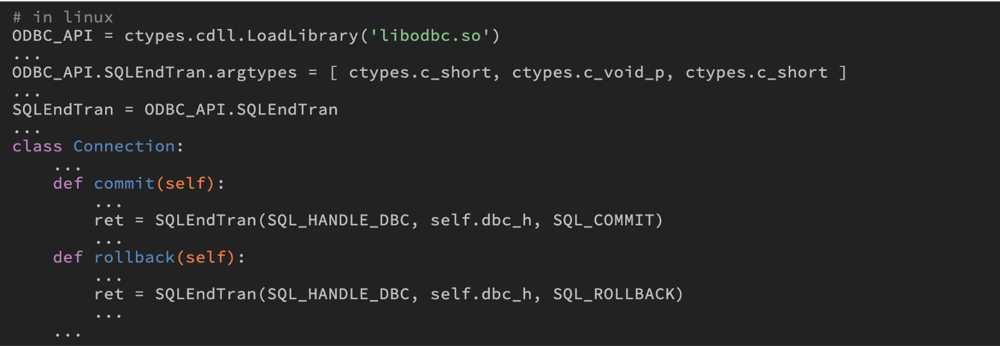 # in linux
ODBC_API = ctypes.cdll.LoadLibrary('libodbc.so')
...
ODBC_API.SQLEndTran.argtypes = [ ctypes.c_short, ctypes.c_void_p, ctypes.c_short ]
...
SQLEndTran = ODBC_API.SQLEndTran
...
class Connection:
    ...
    def commit(self):
        ...
        ret = SQLEndTran(SQL_HANDLE_DBC, self.dbc_h, SQL_COMMIT)
        ...
    def rollback(self):
        ...
        ret = SQLEndTran(SQL_HANDLE_DBC, self.dbc_h, SQL_ROLLBACK)
        ...
    ...